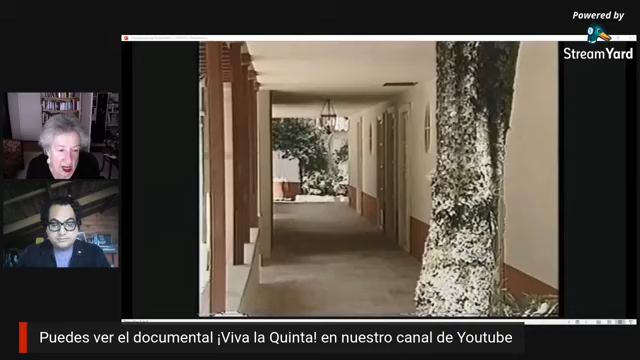 Powered by
StreamYard
Puedes ver el documental ¡Viva la Quinta! en nuestro canal de Youtube